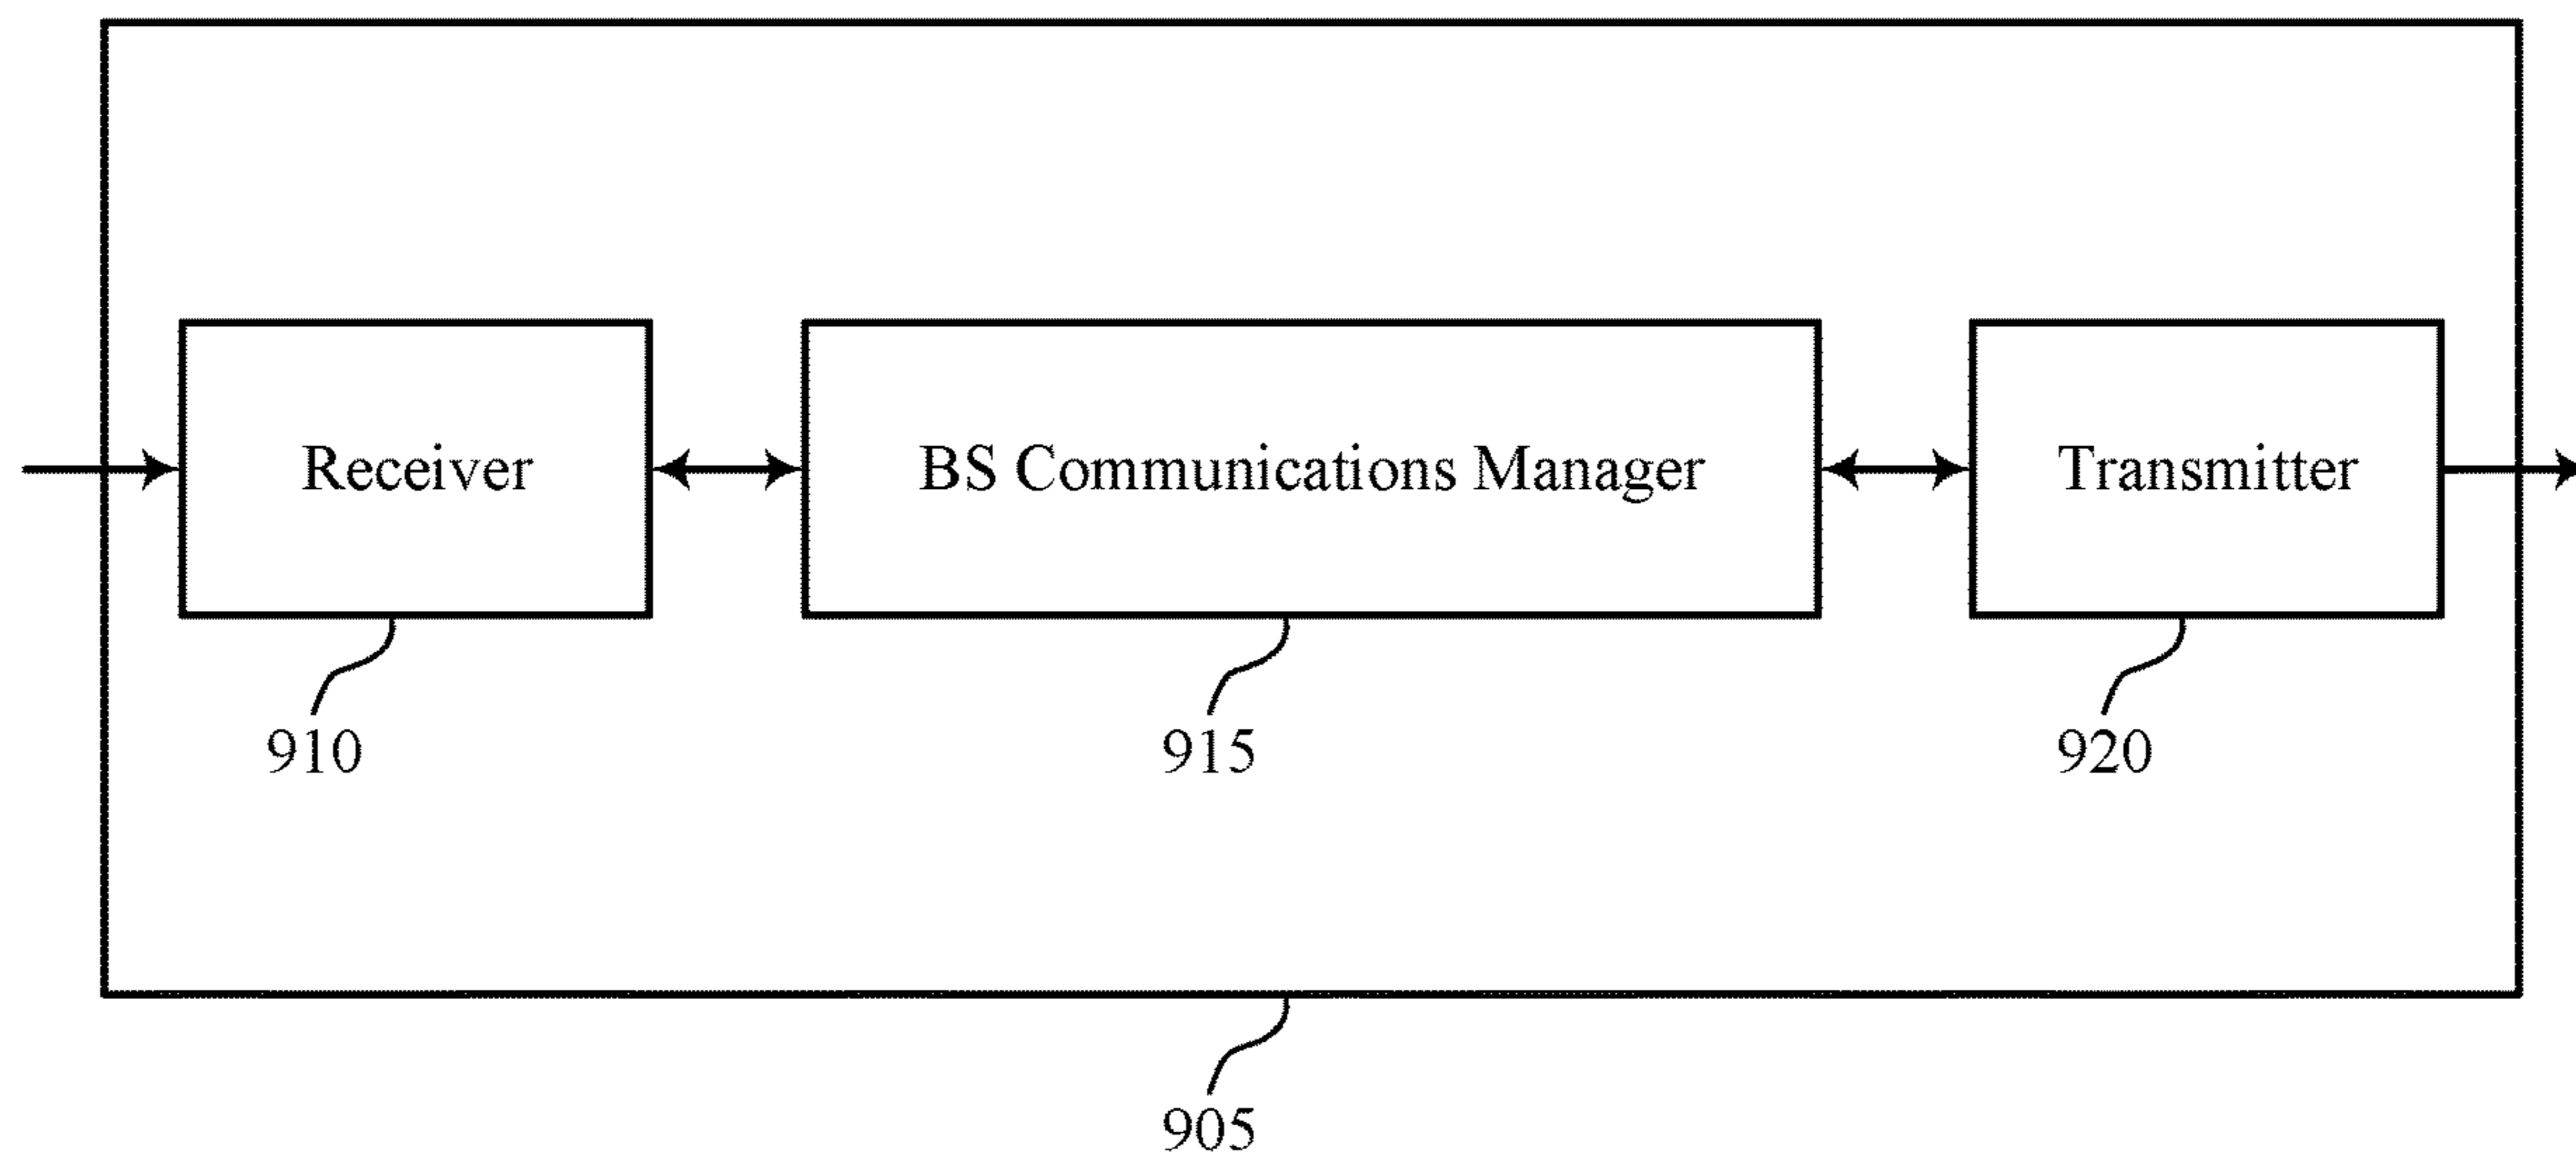 Receiver
BS Communications Manager
Transmitter
910
915
920
905